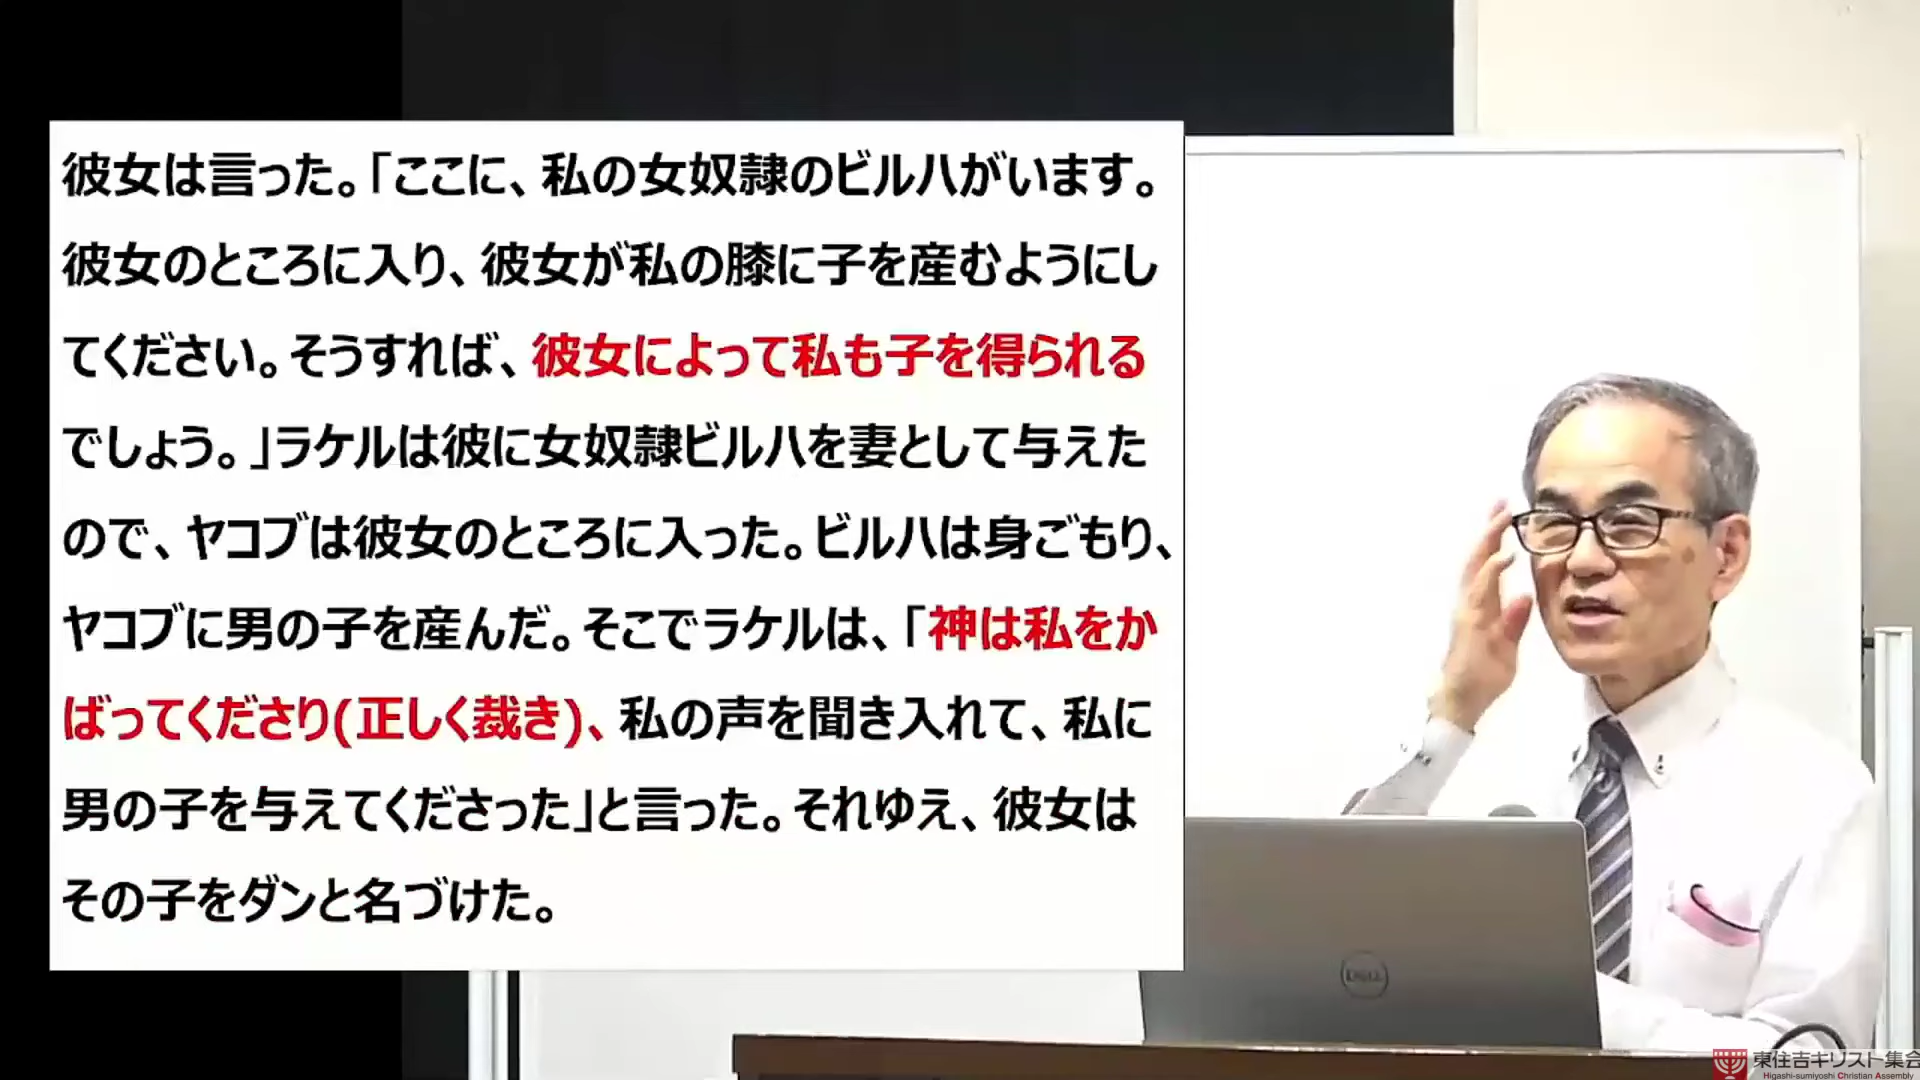 彼女は言った。「ここに、私の女奴隷のビルハがいます。
彼女のところに入り、彼女が私の膝に子を産むようにし
てください。そうすれば、彼女によって私も子を得られる
でしょう。」ラケルは彼に女奴隷ビルハを妻として与えた
ので、ヤコブは彼女のところに入った。ビルハは身ごもり、
ヤコブに男の子を産んだ。そこでラケルは、「神は私をか
ばってくださり(正しく裁き)、私の声を聞き入れて、私に
男の子を与えてくださった」と言った。それゆえ、彼女は
その子をダンと名づけた。
DELL
東住吉キリスト集会
Higashi-sumiyoshi Christian Assembly